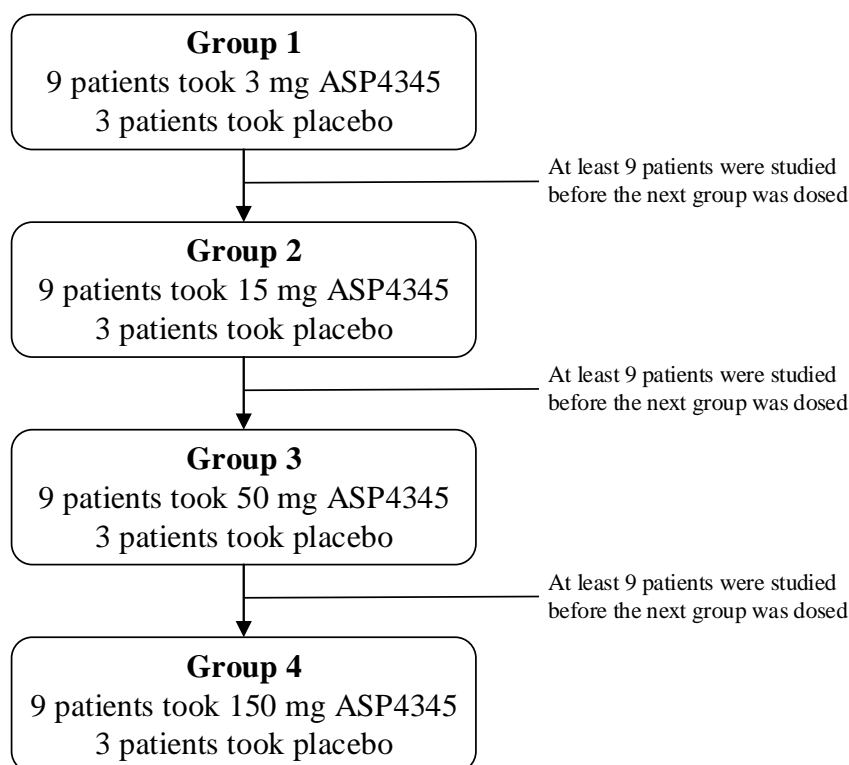 Group 1
9 patients took 3 mg ASP4345
3 patients took placebo
At least 9 patients were studied
before the next group was dosed
Group 2
9 patients took 15 mg ASP4345
3 patients took placebo
At least 9 patients were studied
before the next group was dosed
Group 3
9 patients took 50 mg ASP4345
3 patients took placebo
At least 9 patients were studied
before the next group was dosed
Group 4
9 patients took 150 mg ASP4345
3 patients took placebo